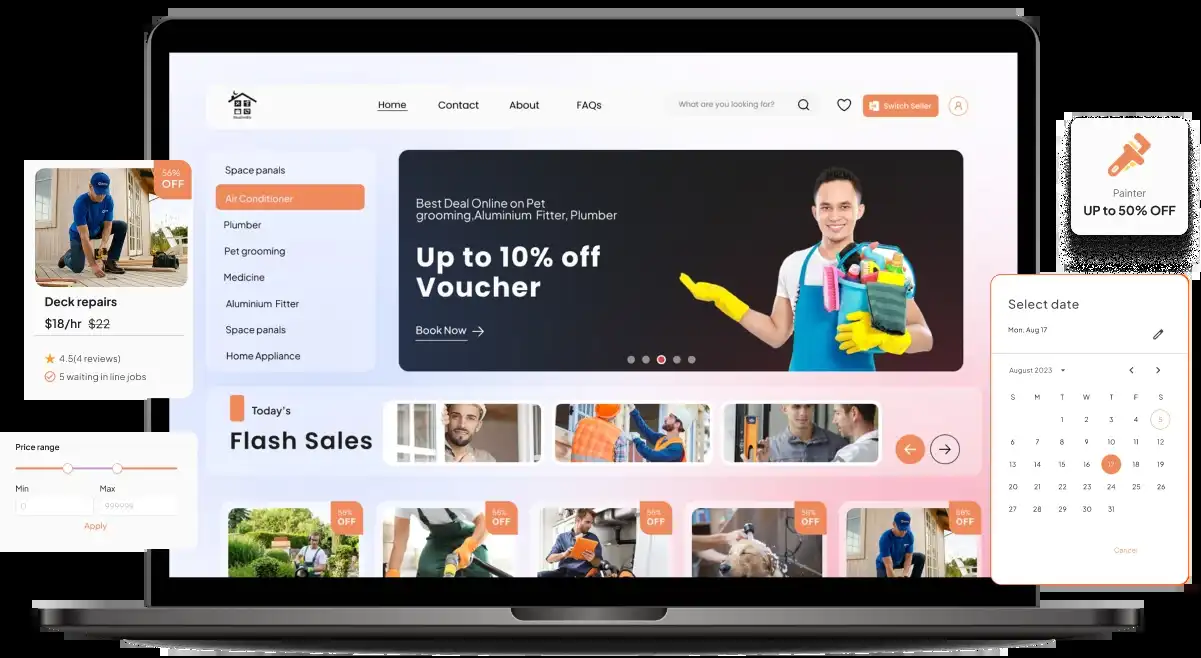 Home
Contact
About
FAQs
What are you looking for?
Switch Seller
Space panals
Air Conditioner
Plumber
Pet grooming
Medicine
Aluminium Fitter
Space panals
Home Appliance
Best Deal Online on Pet
grooming,Aluminium Fitter, Plumber
Up to 10% off
Voucher
Book Now
Today's
Flash Sales
56%
OFF
56%
OFF
56%
OFF
56%
OFF
56%
OFF
56%
OFF
Deck repairs
$18/hr $22
4.5(4 reviews)
5 waiting in line jobs
Price range
Min Max
0 999999
Apply
Painter
UP to 50% OFF
Select date
Mon, Aug 17
August 2023
S M T W T F S
1 2 3 4 5
6 7 8 9 10 11 12
13 14 15 16 17 18 19
20 21 22 23 24 25 26
27 28 29 30 31
Cancel